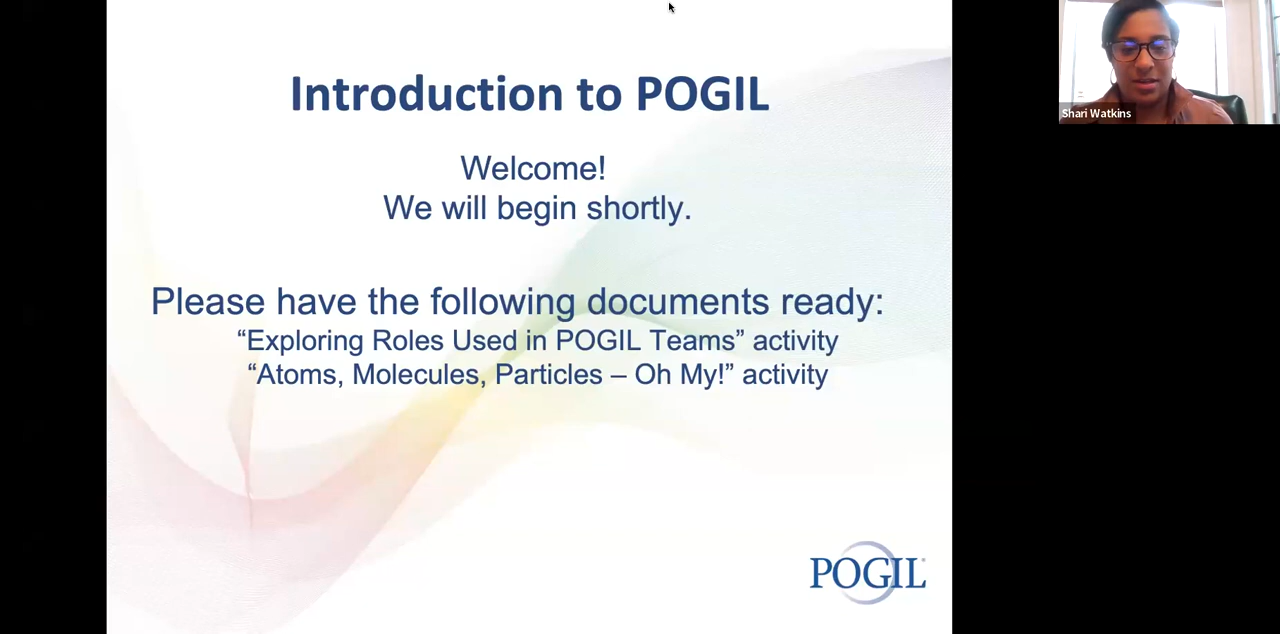 Introduction to POGIL
Welcome!
We will begin shortly.
Please have the following documents ready:
“Exploring Roles Used in POGIL Teams” activity
“Atoms, Molecules, Particles – Oh My!” activity
POGIL
Shari Watkins